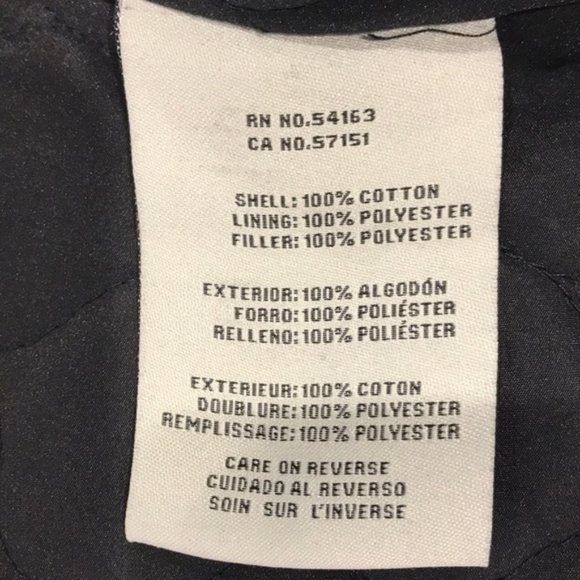 RN NO.54163
CA NO.57151
SHELL: 100% COTTON
LINING: 100% POLYESTER
FILLER: 100% POLYESTER
EXTERIOR: 100% ALGODÓN
FORRO: 100% POLIÉSTER
RELLENO: 100% POLIÉSTER
EXTERIEUR: 100% COTON
DOUBLURE: 100% POLYESTER
REMPLISSAGE: 100% POLYESTER
CARE ON REVERSE
CUIDADO AL REVERSO
SOIN SUR L'INVERSE